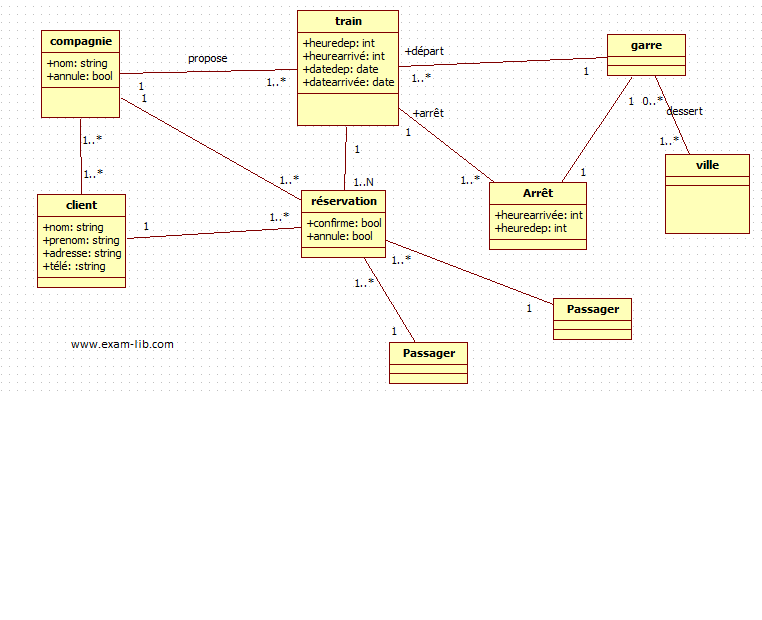 compagnie
+nom: string
+annule: bool
propose
1
1..*
1
train
+heuredep: int
+heurearrivé: int
+datedep: date
+datearrivée: date
+départ
1..*
1
garre
+arrêt
1
1..*
1
1
0..*
dessert
1..*
ville
1..*
1..*
1..*
1
1..N
Arrêt
+heurearrivée: int
+heuredep: int
client
+nom: string
+prenom: string
+adresse: string
+télé: :string
1
1..*
réservation
+confirme: bool
+annule: bool
1..*
1..*
1
Passager
1
Passager
www.exam-lib.com